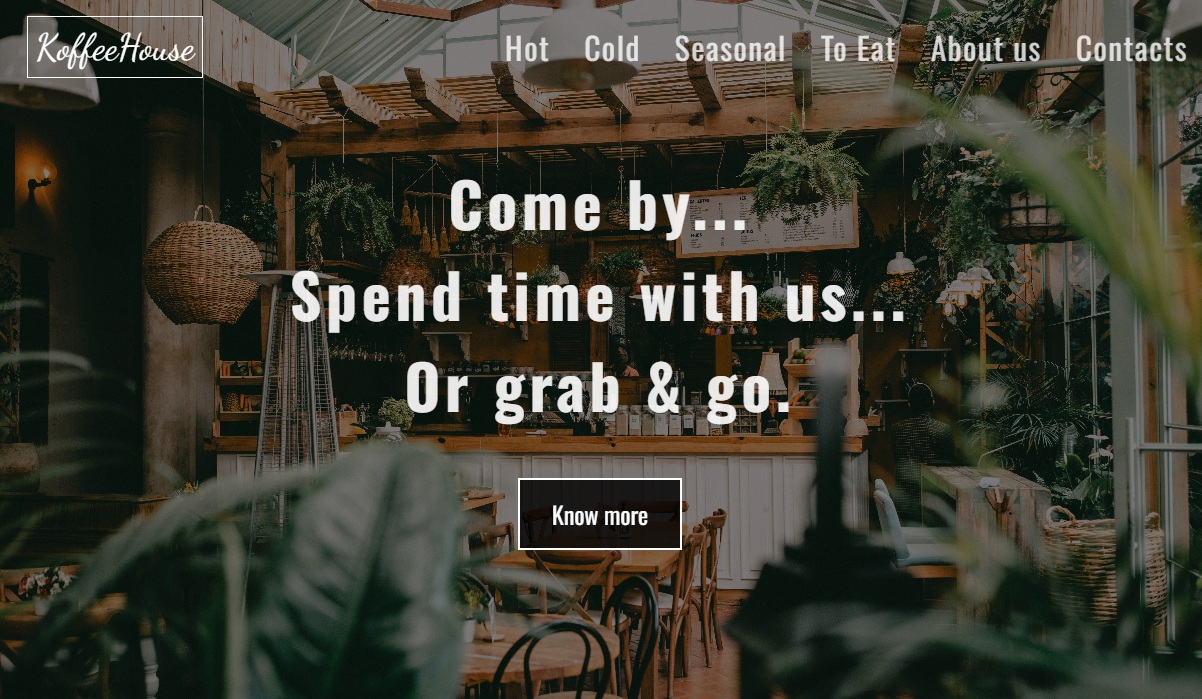 KoffeeHouse
Hot Cold Seasonal To Eat About us Contacts
Come by...
Spend time with us...
Or grab & go.
Know more